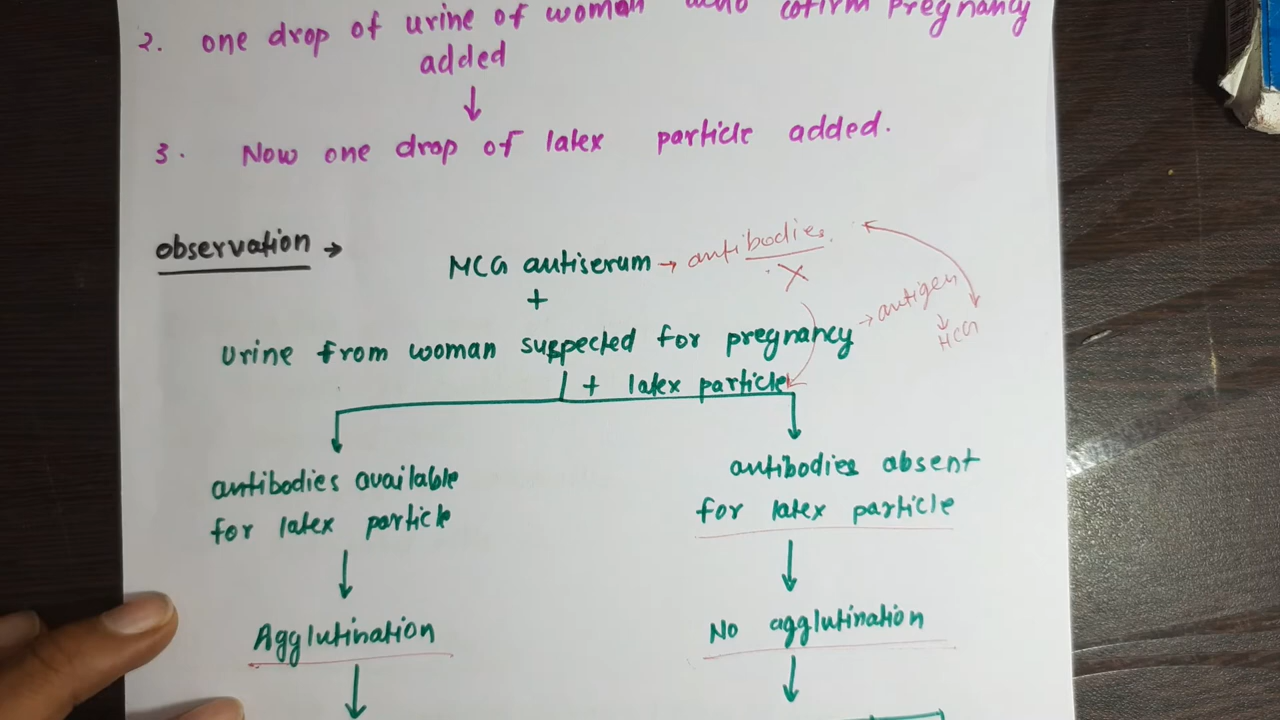 2. one drop of urine of woman who cofirm pregnancy
added
3. Now one drop of latex particle added.
observation →
HCG antiserum → antibodies
+
urine from woman suspected for pregnancy → antigen
HCG
+ latex particle
antibodies available
for latex particle
antibodies absent
for latex particle
Agglutination
No agglutination